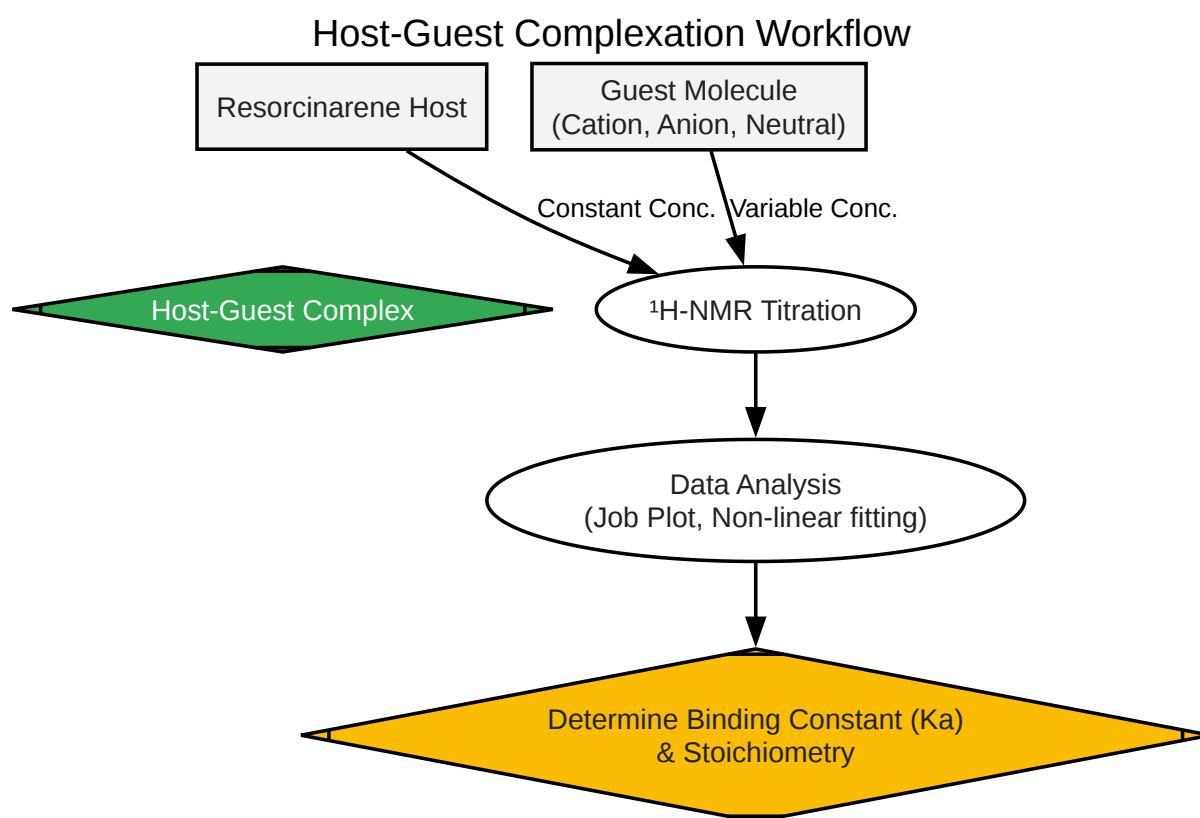 Host-Guest Complexation Workflow
Resorcinarene Host
Guest Molecule
(Cation, Anion, Neutral)
Constant Conc.
Variable Conc.
Host-Guest Complex
¹H-NMR Titration
Data Analysis
(Job Plot, Non-linear fitting)
Determine Binding Constant (Ka)
& Stoichiometry